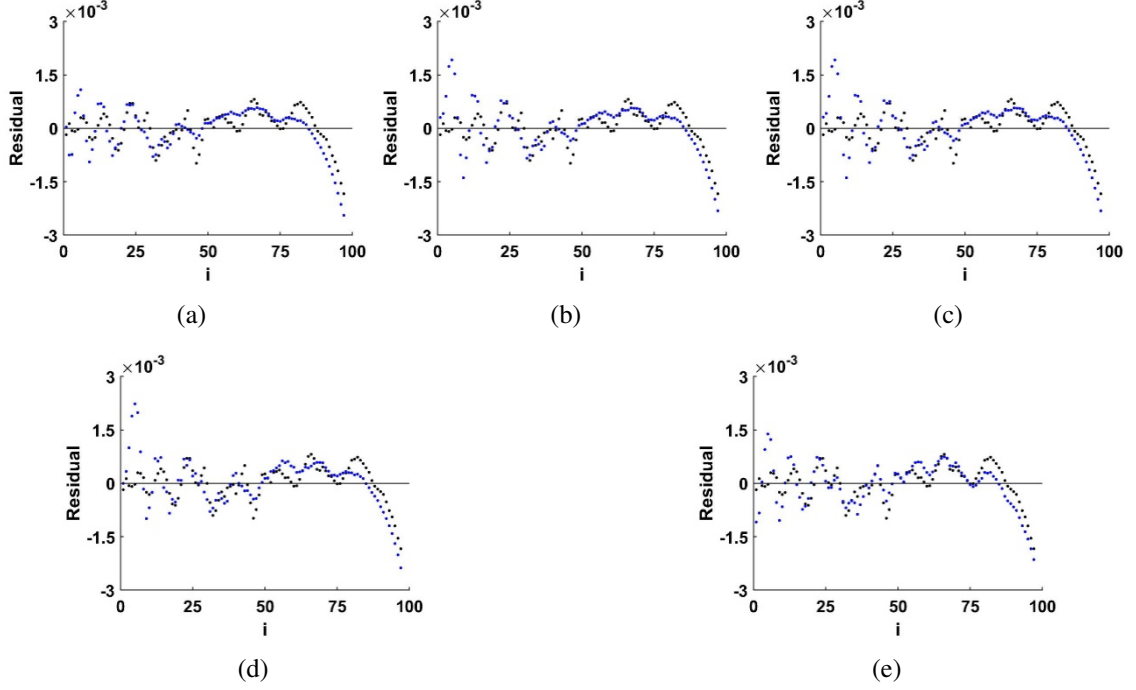 ×10-3 ×10-3 ×10-3
3 3 3
1.5 1.5 1.5
Residual Residual Residual
0 0 0
-1.5 -1.5 -1.5
-3 -3 -3
0 25 50 75 100 0 25 50 75 100 0 25 50 75 100
i i i
(a) (b) (c)
×10-3 ×10-3
3 3
1.5 1.5
Residual Residual
0 0
-1.5 -1.5
-3 -3
0 25 50 75 100 0 25 50 75 100
i i
(d) (e)